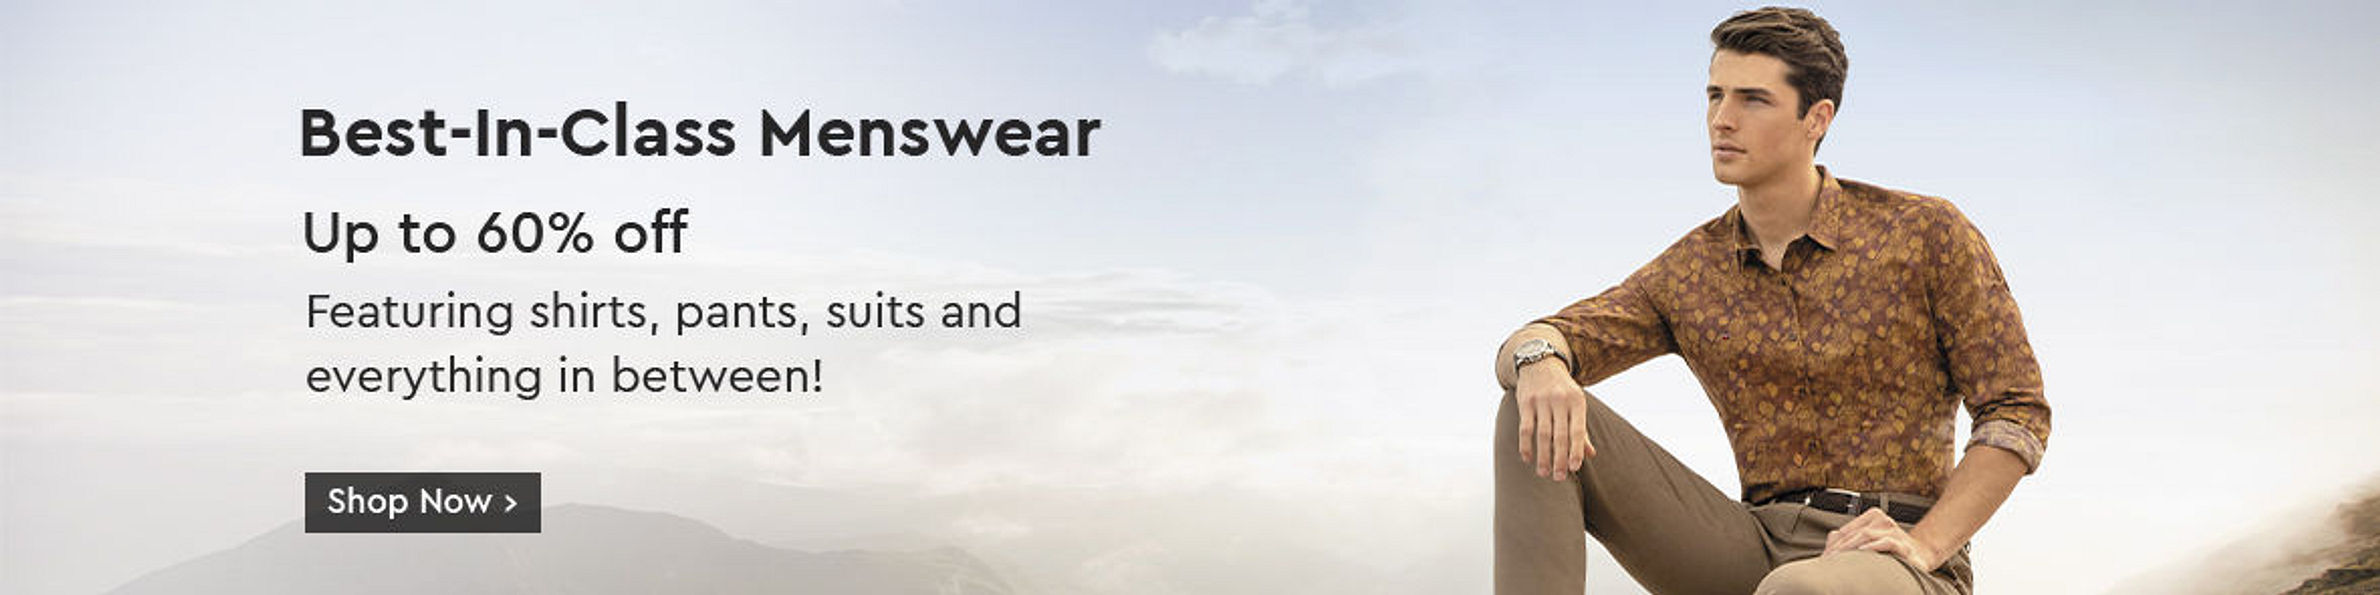 Best-In-Class Menswear
Up to 60% off
Featuring shirts, pants, suits and
everything in between!
Shop Now >